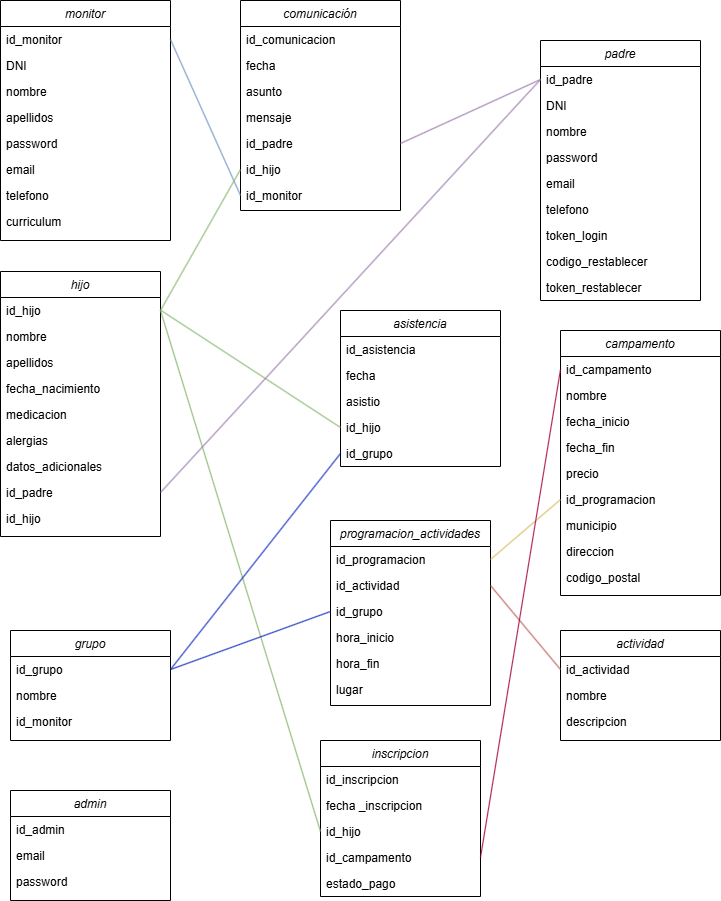 monitor
id_monitor
DNI
nombre
apellidos
password
email
telefono
curriculum
comunicación
id_comunicacion
fecha
asunto
mensaje
id_padre
id_hijo
id_monitor
padre
id_padre
DNI
nombre
password
email
telefono
token_login
codigo_restablecer
token_restablecer
hijo
id_hijo
nombre
apellidos
fecha_nacimiento
medicacion
alergias
datos_adicionales
id_padre
id_hijo
asistencia
id_asistencia
fecha
asistio
id_hijo
id_grupo
campamento
id_campamento
nombre
fecha_inicio
fecha_fin
precio
id_programacion
municipio
direccion
codigo_postal
programacion_actividades
id_programacion
id_actividad
id_grupo
hora_inicio
hora_fin
lugar
grupo
id_grupo
nombre
id_monitor
actividad
id_actividad
nombre
descripcion
inscripcion
id_inscripcion
fecha _inscripcion
id_hijo
id_campamento
estado_pago
admin
id_admin
email
password